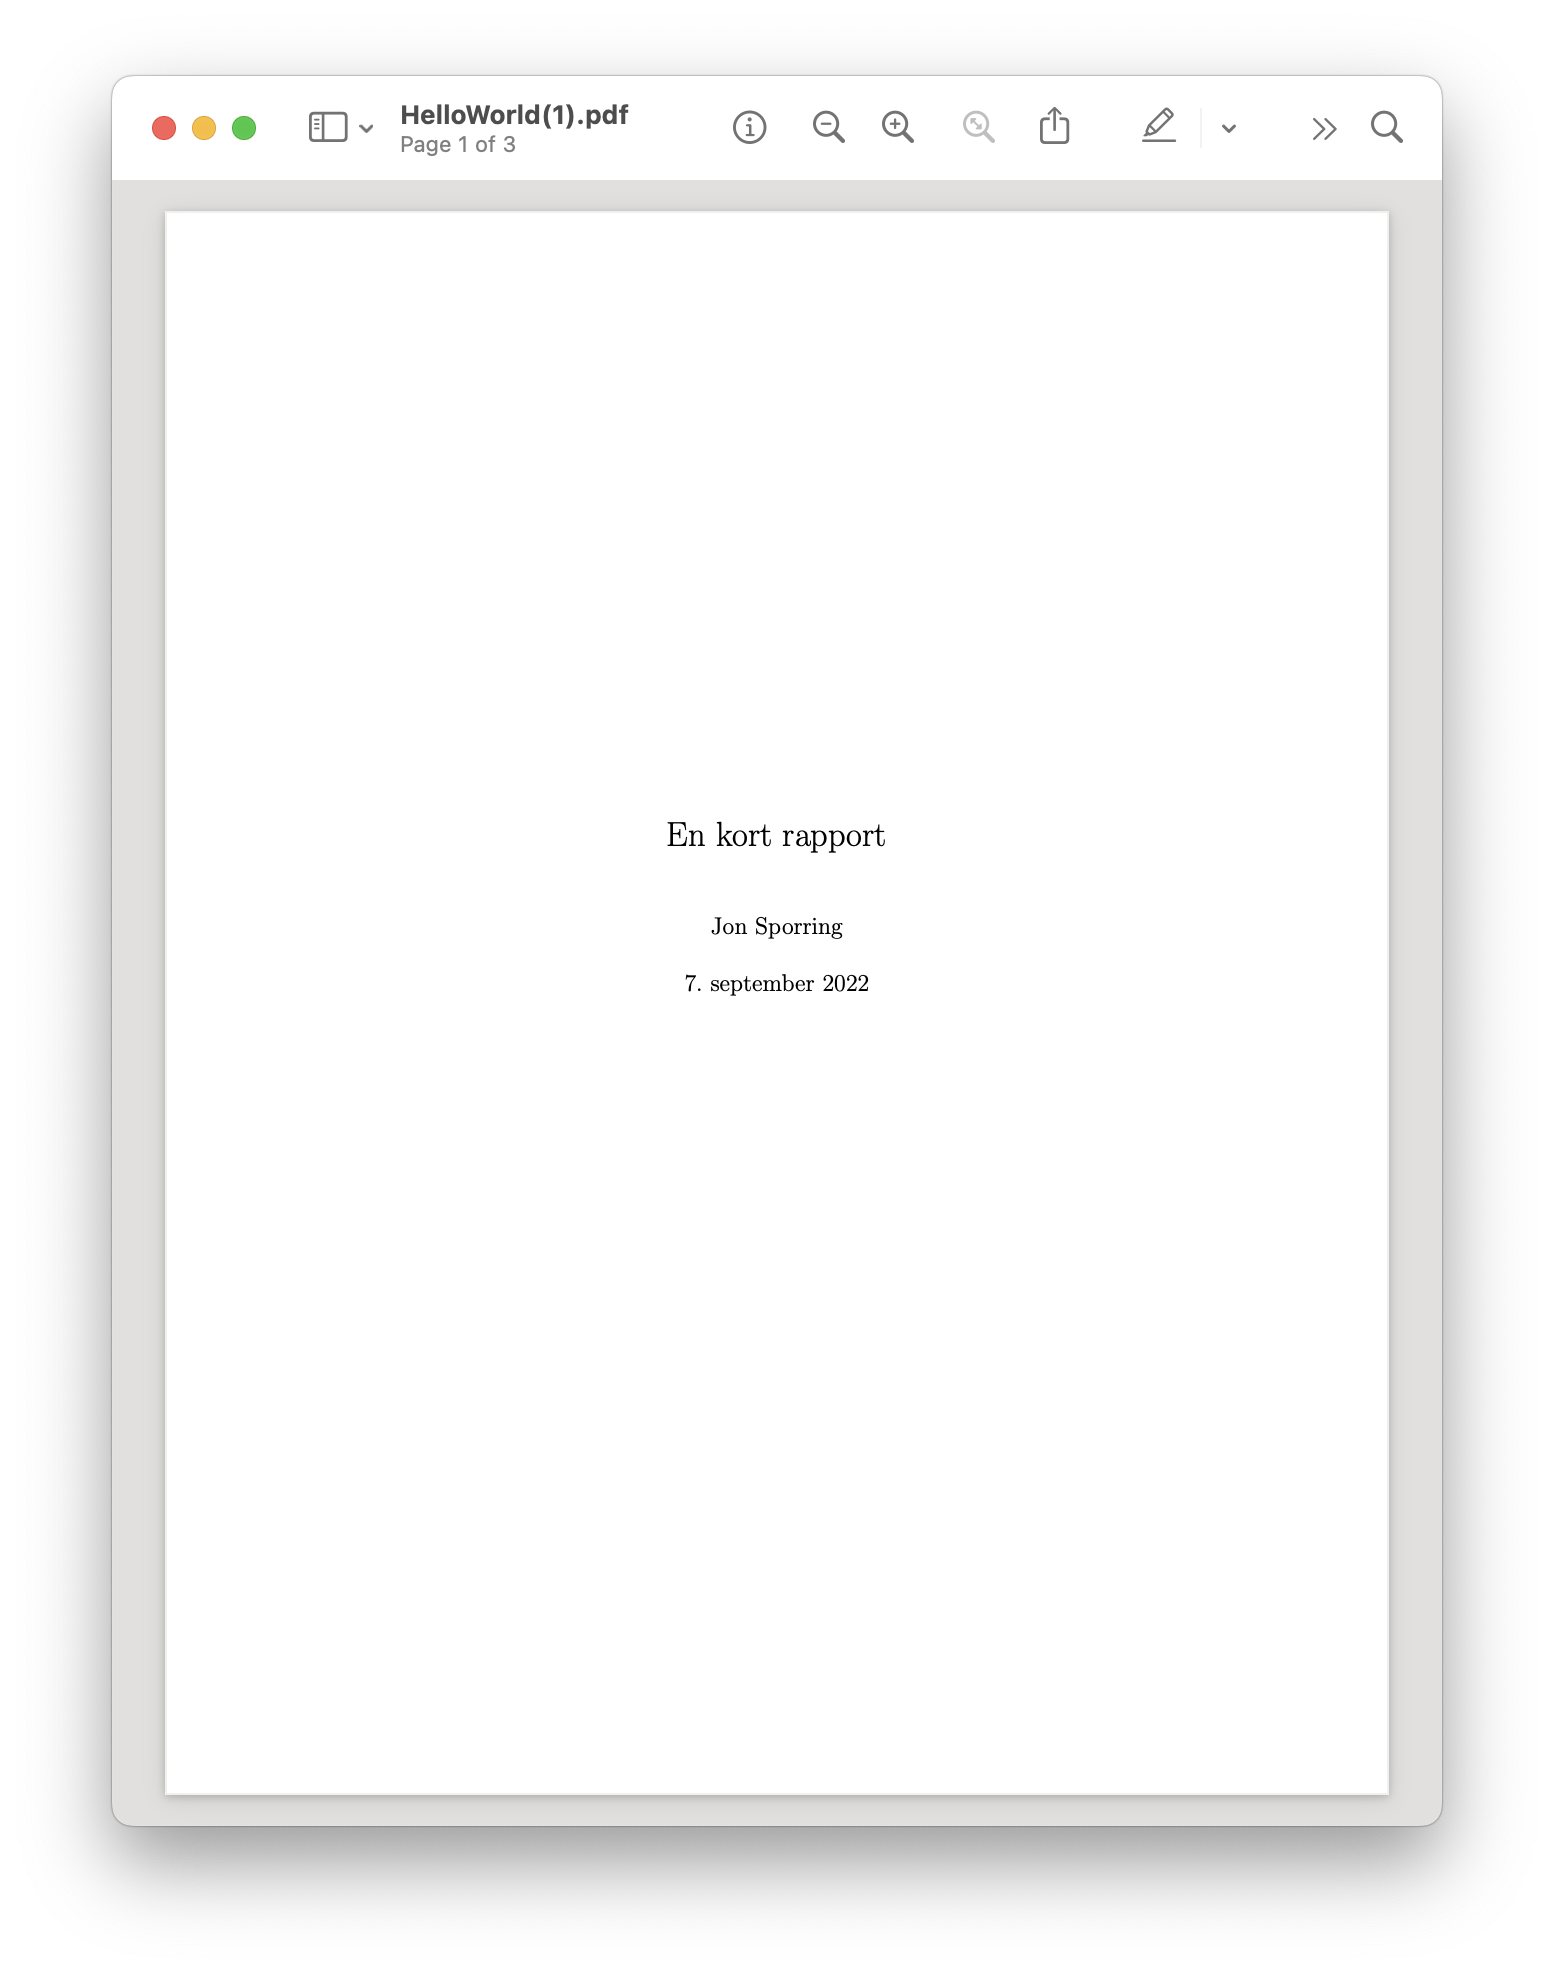 HelloWorld(1).pdf
Page 1 of 3
En kort rapport
Jon Sporring
7. september 2022